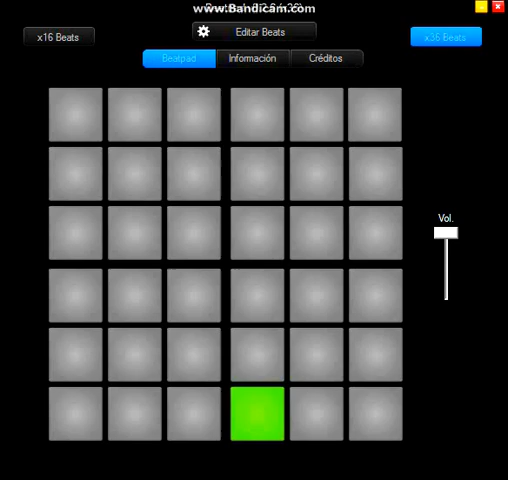 www.Bandicam.com
x16 Beats
Editar Beats
x36 Beats
Beatpad
Información
Créditos
Vol.